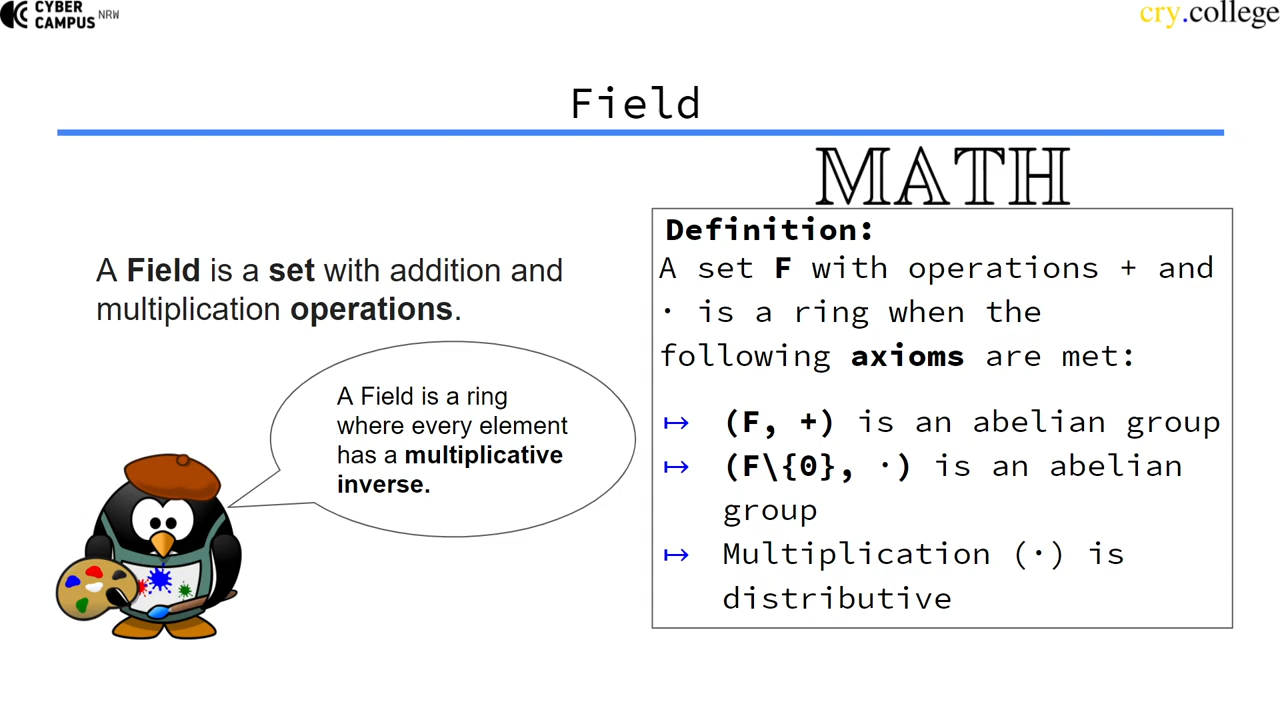 CYBER
CAMPUS NRW
cry.college
Field
MATH
A Field is a set with addition and
multiplication operations.
A Field is a ring
where every element
has a multiplicative
inverse.
Definition:
A set F with operations + and
· is a ring when the
following axioms are met:
↦ (F, +) is an abelian group
↦ (F\{0}, ·) is an abelian
group
↦ Multiplication (·) is
distributive